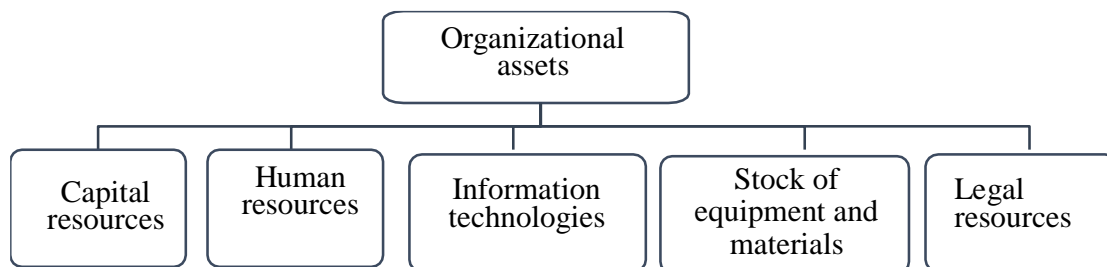 Organizational
assets
Capital
resources
Human
resources
Information
technologies
Stock of
equipment and
materials
Legal
resources